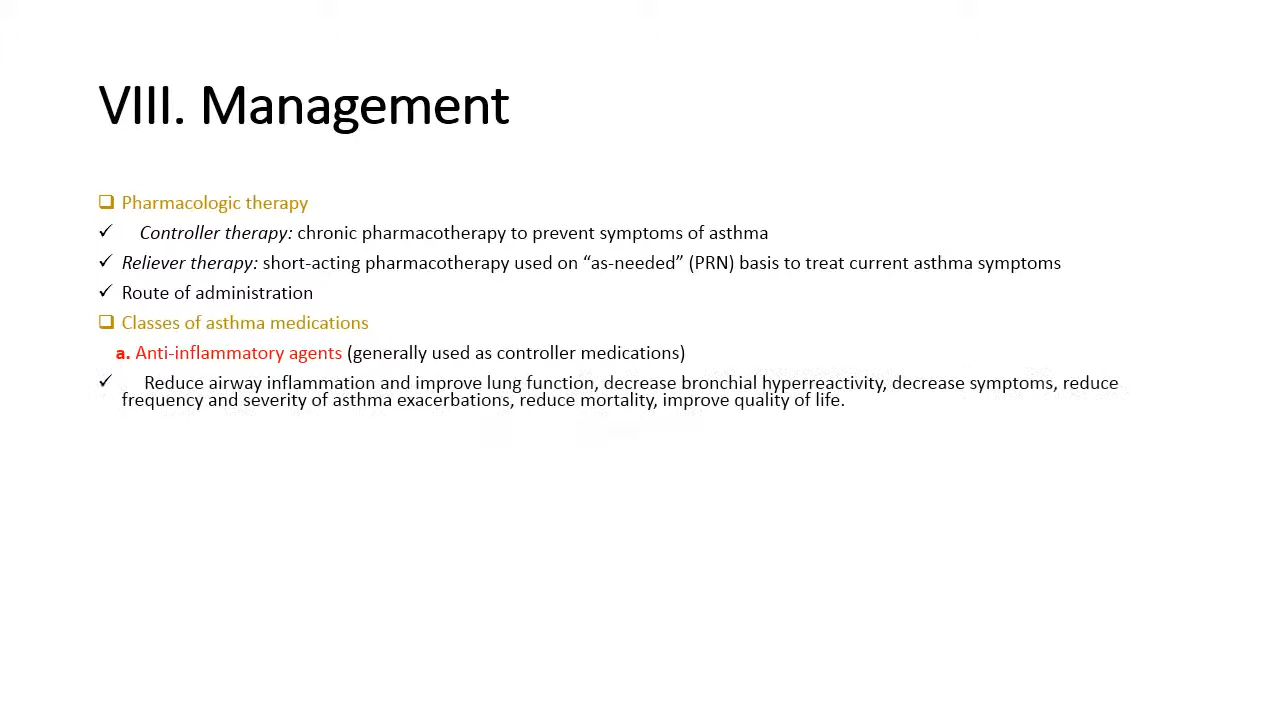 VIII. Management
❑ Pharmacologic therapy
✓ Controller therapy: chronic pharmacotherapy to prevent symptoms of asthma
✓ Reliever therapy: short-acting pharmacotherapy used on “as-needed” (PRN) basis to treat current asthma symptoms
✓ Route of administration
❑ Classes of asthma medications
a. Anti-inflammatory agents (generally used as controller medications)
✓ Reduce airway inflammation and improve lung function, decrease bronchial hyperreactivity, decrease symptoms, reduce
frequency and severity of asthma exacerbations, reduce mortality, improve quality of life.